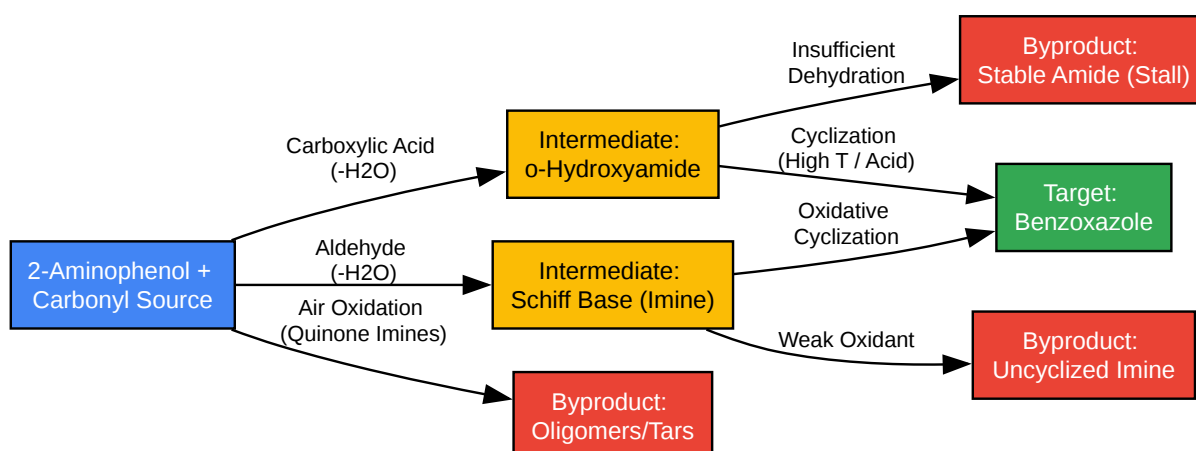 2-Aminophenol +
Carbonyl Source
Carboxylic Acid
(-H2O)
Aldehyde
(-H2O)
Air Oxidation
(Quinone Imines)
Intermediate:
o-Hydroxyamide
Intermediate:
Schiff Base (Imine)
Byproduct:
Oligomers/Tars
Insufficient
Dehydration
Cyclization
(High T / Acid)
Oxidative
Cyclization
Weak Oxidant
Byproduct:
Stable Amide (Stall)
Target:
Benzoxazole
Byproduct:
Uncyclized Imine